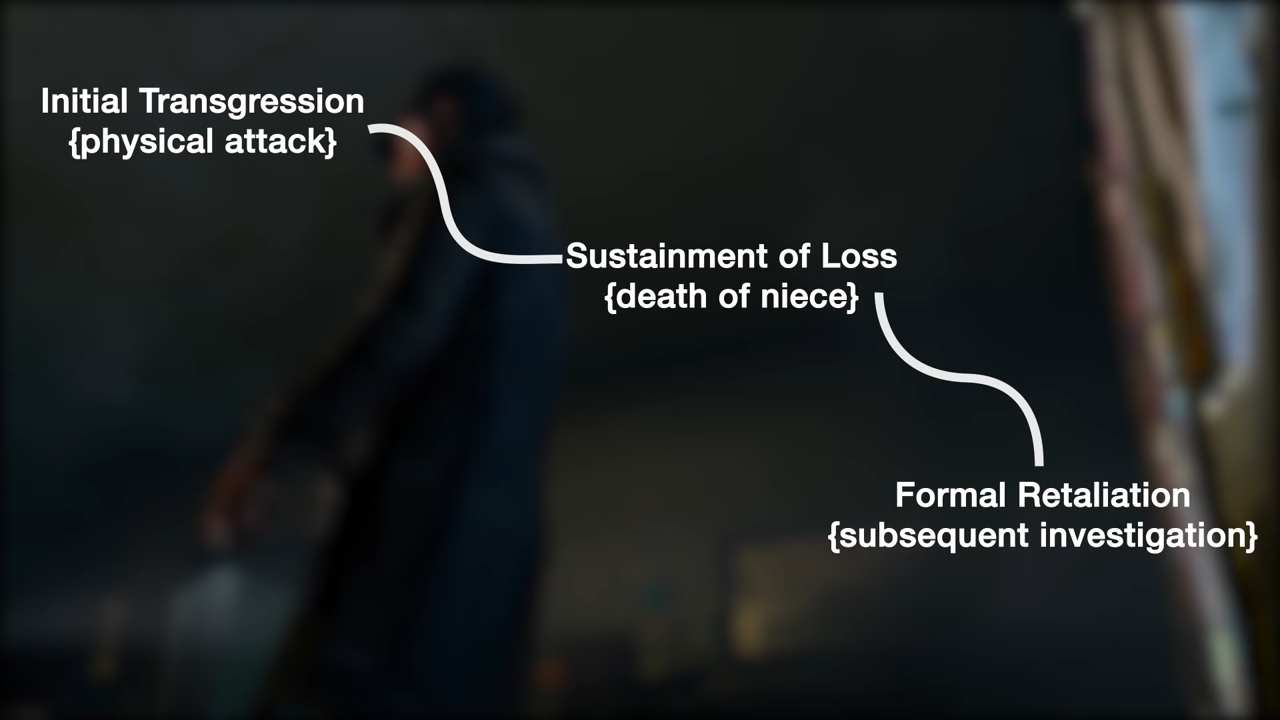 Initial Transgression
{physical attack}
Sustainment of Loss
{death of niece}
Formal Retaliation
{subsequent investigation}